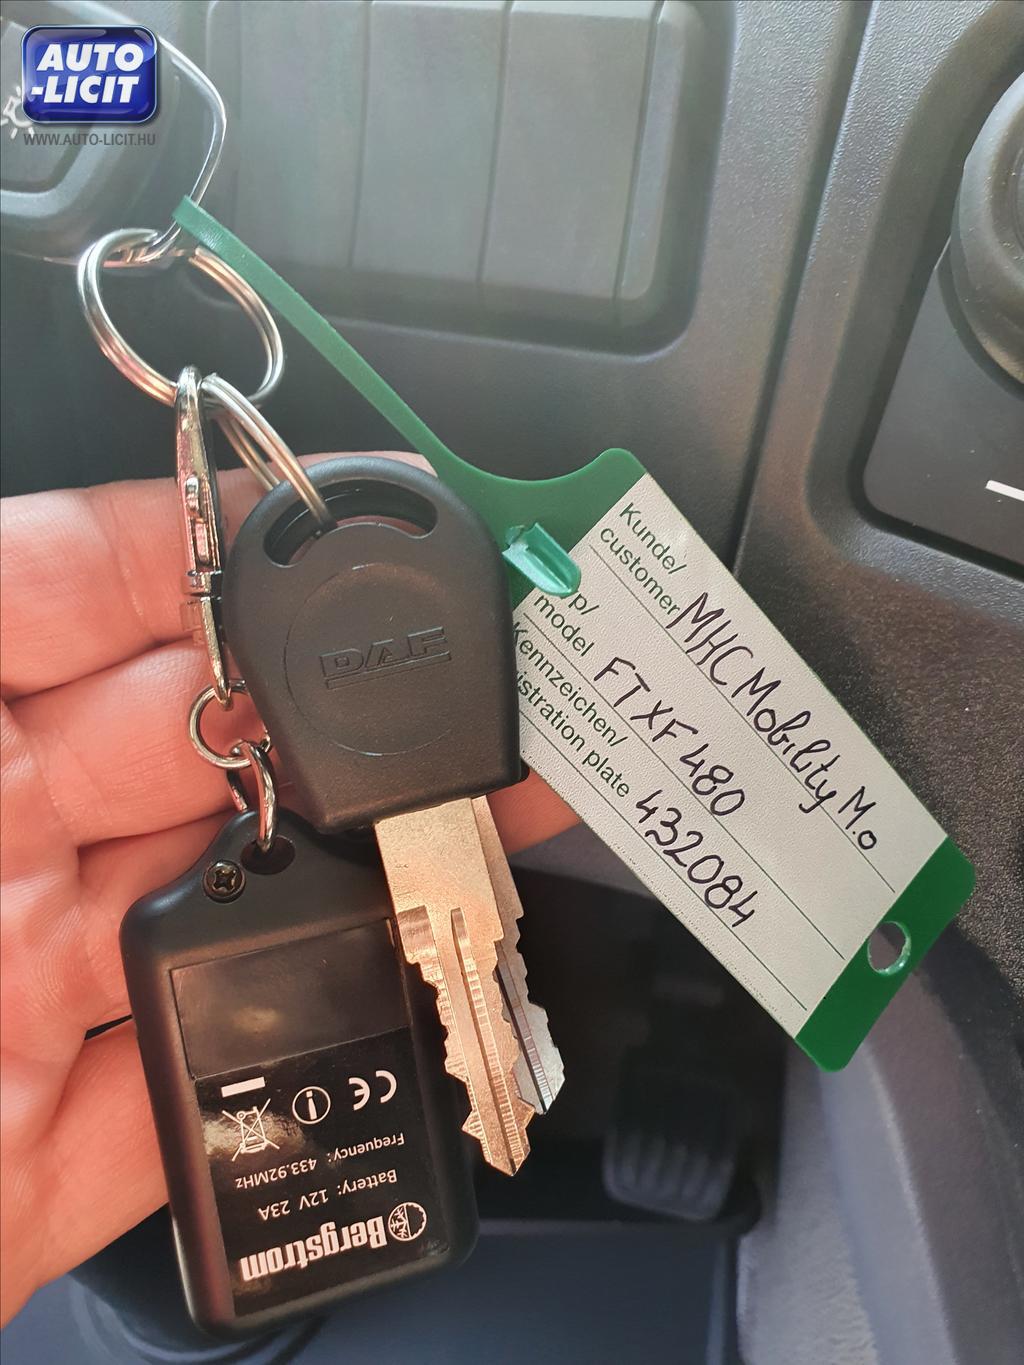 AUTO
-LICIT
WWW.AUTO-LICIT.HU
DAF
Kunde/
customer MHC Mobility M.o
model FT XF 480
Kennzeichen/
registration plate 432084
CE
Frequency: 433.92MHz
Battery: 12V 23A
Bergstrom